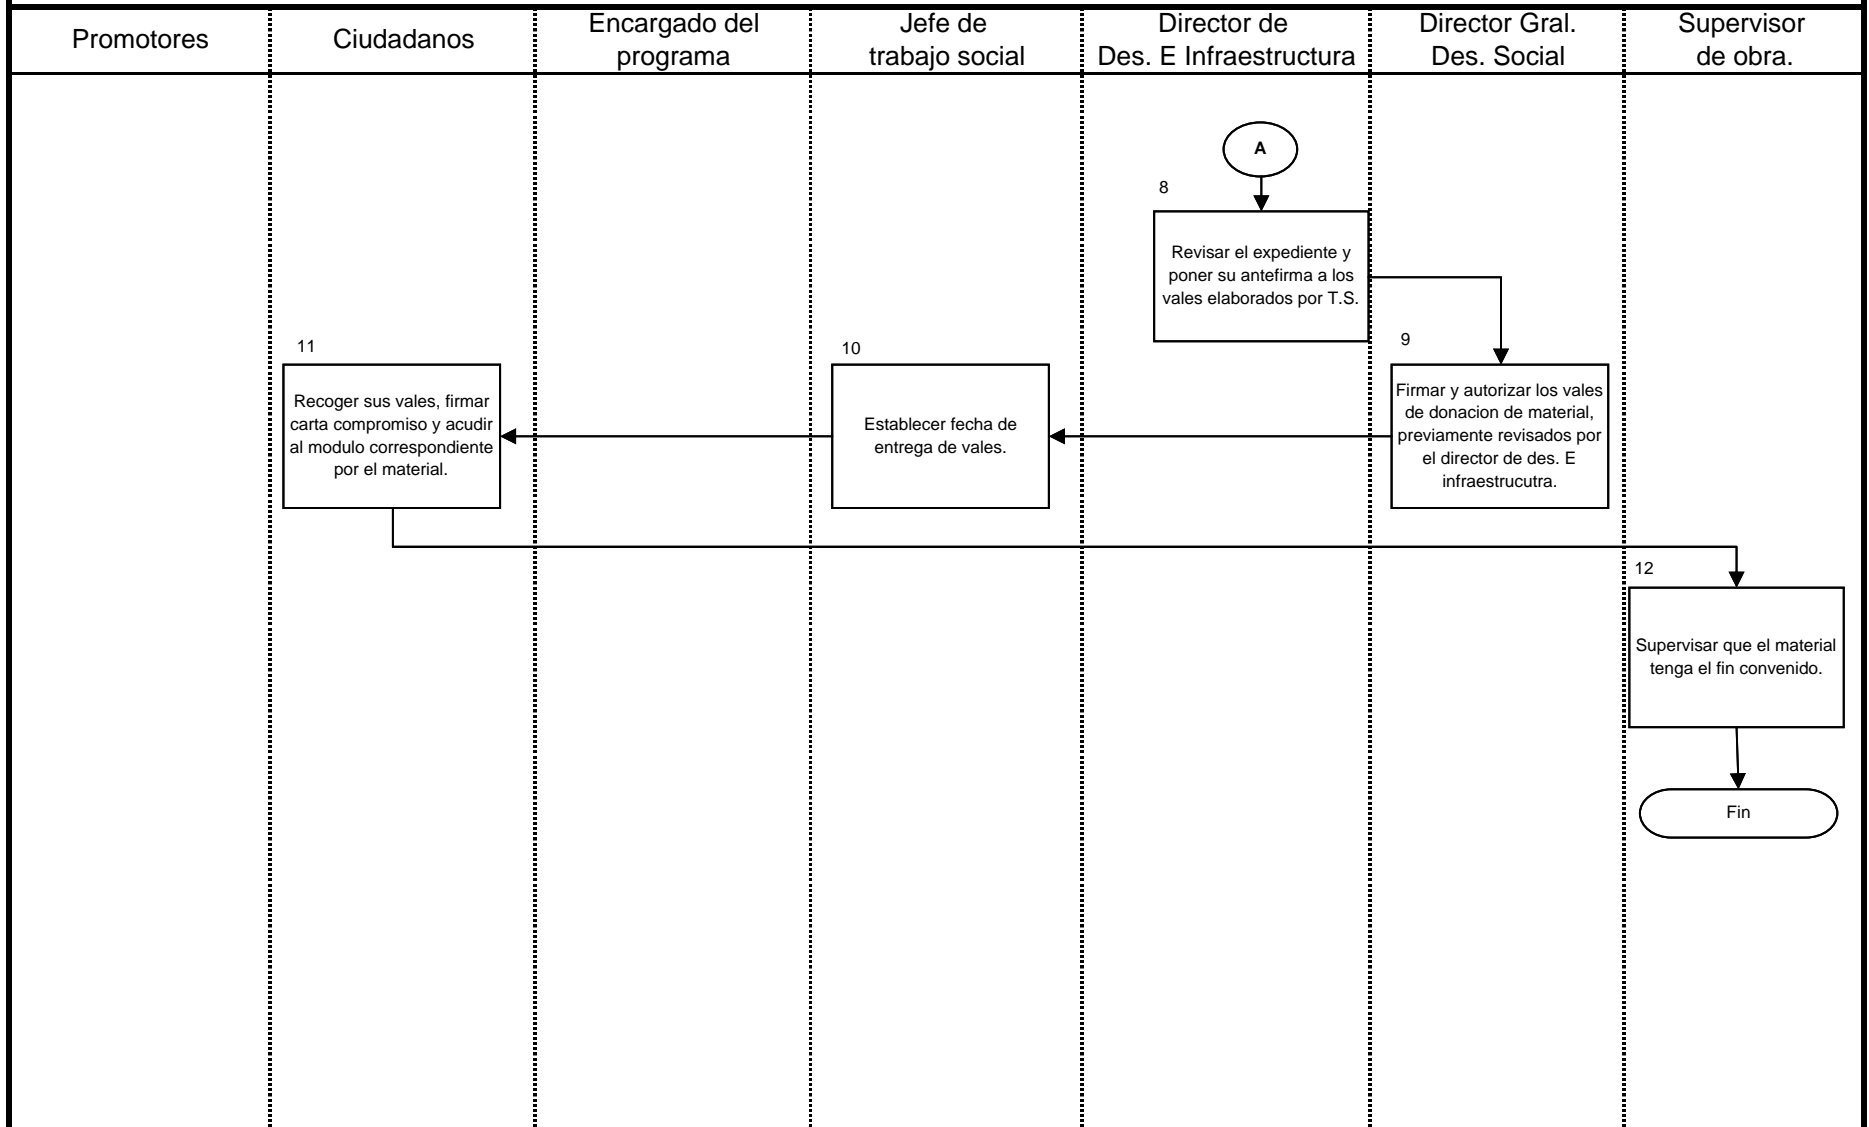 Promotores
Ciudadanos
Encargado del
programa
Jefe de
trabajo social
Director de
Des. E Infraestructura
Director Gral.
Des. Social
Supervisor
de obra.
A
8
Revisar el expediente y
poner su antefirma a los
vales elaborados por T.S.
9
Firmar y autorizar los vales
de donacion de material,
previamente revisados por
el director de des. E
infraestrucutra.
10
Establecer fecha de
entrega de vales.
11
Recoger sus vales, firmar
carta compromiso y acudir
al modulo correspondiente
por el material.
12
Supervisar que el material
tenga el fin convenido.
Fin